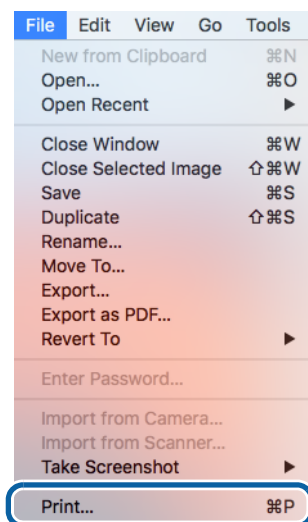 File Edit View Go Tools
New from Clipboard ⌘N
Open... ⌘O
Open Recent ▶
Close Window ⌘W
Close Selected Image ⇧⌘W
Save ⌘S
Duplicate ⇧⌘S
Rename...
Move To...
Export...
Export as PDF...
Revert To ▶
Enter Password...
Import from Camera...
Import from Scanner...
Take Screenshot ▶
Print... ⌘P